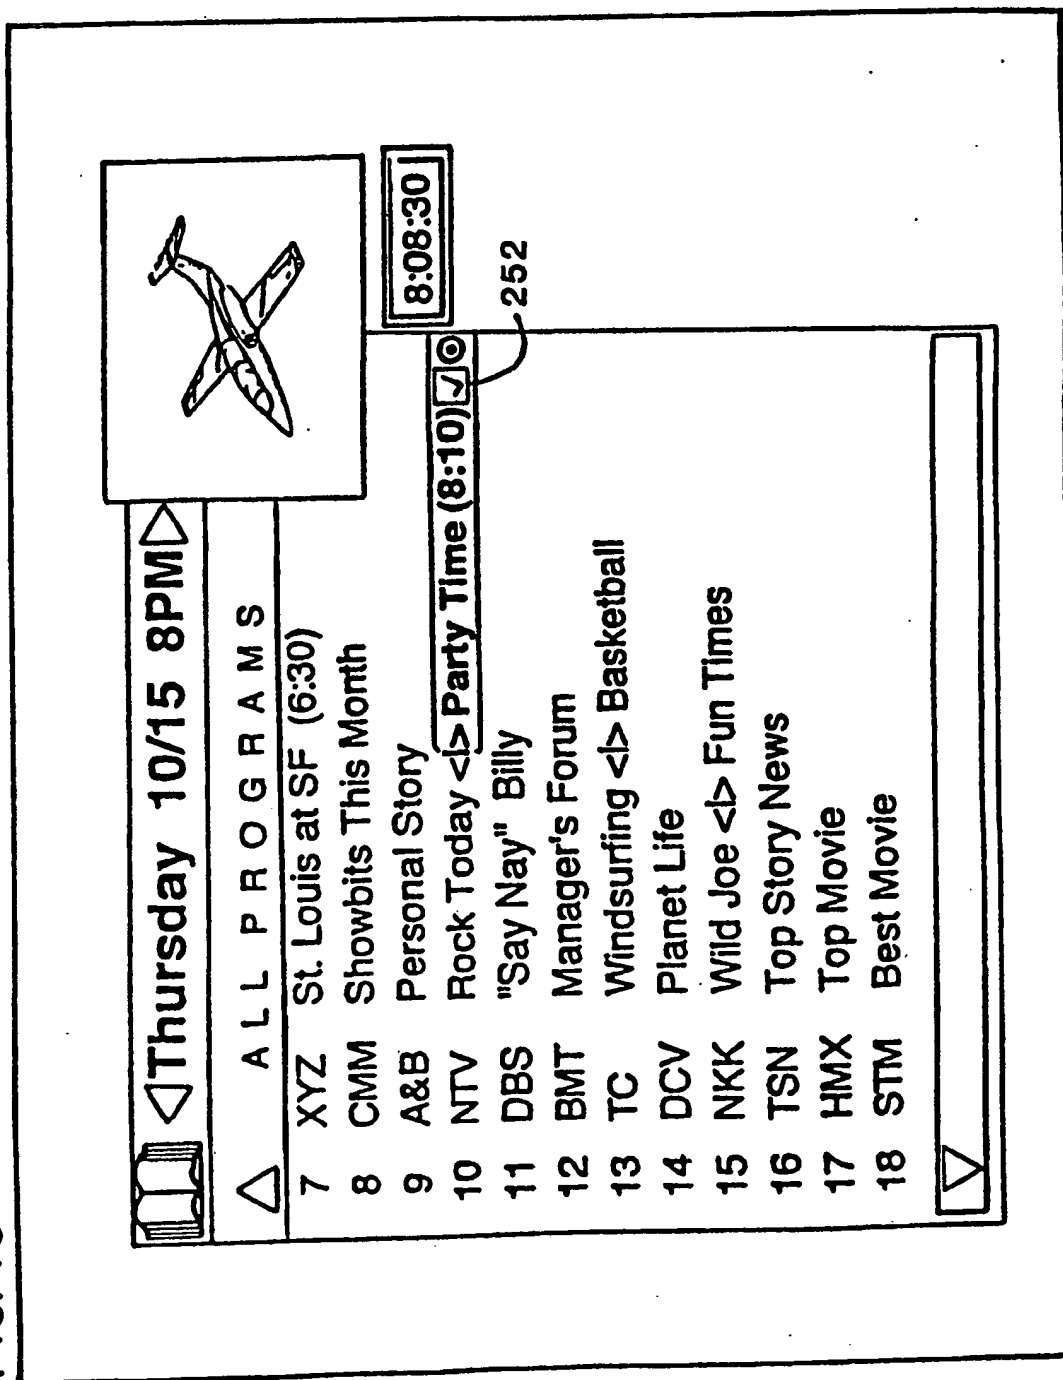 Thursday 10/15 8PM
ALL PROGRAMS
8:08:30
7 XYZ St. Louis at SF (6:30)
8 CMM Showbits This Month
9 A&B Personal Story
10 NTV Rock Today <|> Party Time (8:10)
252
11 DBS "Say Nay" Billy
12 BMT Manager's Forum
13 TC Windsurfing <|> Basketball
14 DCV Planet Life
15 NKK Wild Joe <|> Fun Times
16 TSN Top Story News
17 HMX Top Movie
18 STM Best Movie